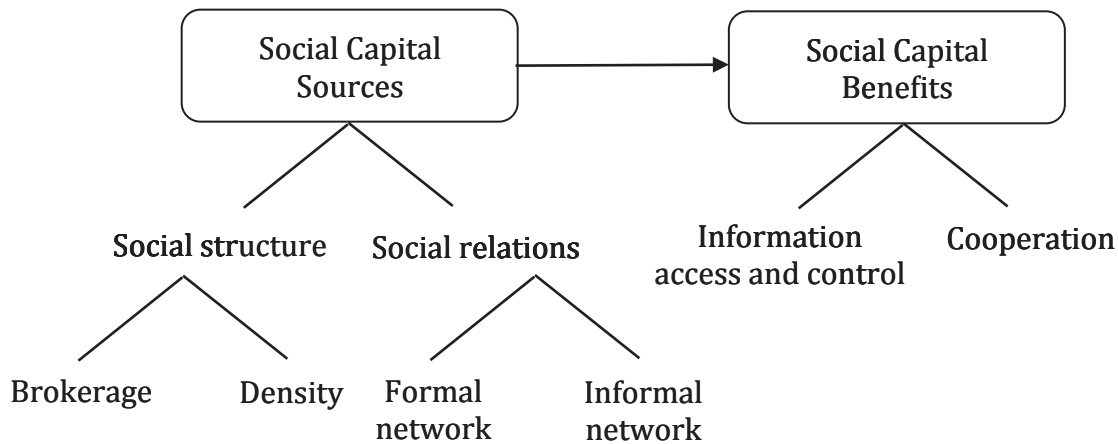 Social Capital
Sources
Social Capital
Benefits
Social structure
Social relations
Information
access and control
Cooperation
Brokerage
Density
Formal
network
Informal
network